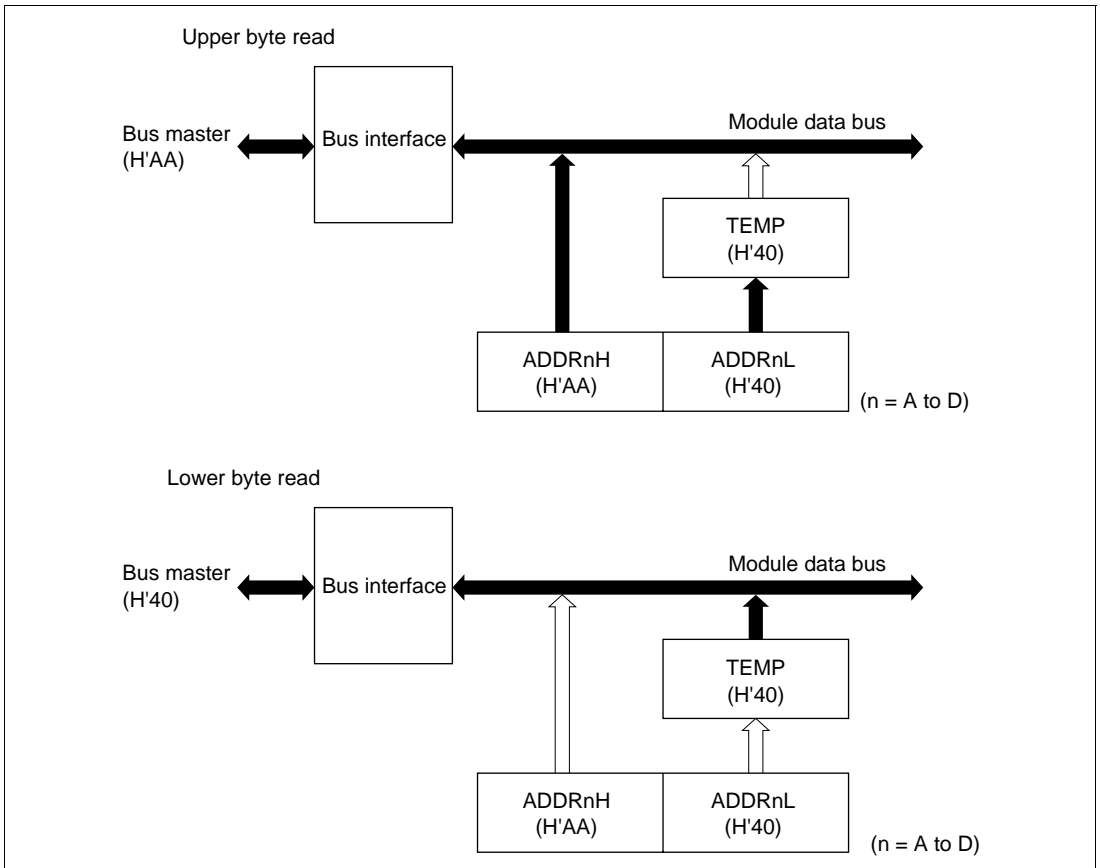 Upper byte read
Bus master
(H'AA)
Bus interface
Module data bus
TEMP
(H'40)
ADDRnH
(H'AA)
ADDRnL
(H'40)
(n = A to D)
Lower byte read
Bus master
(H'40)
Bus interface
Module data bus
TEMP
(H'40)
ADDRnH
(H'AA)
ADDRnL
(H'40)
(n = A to D)